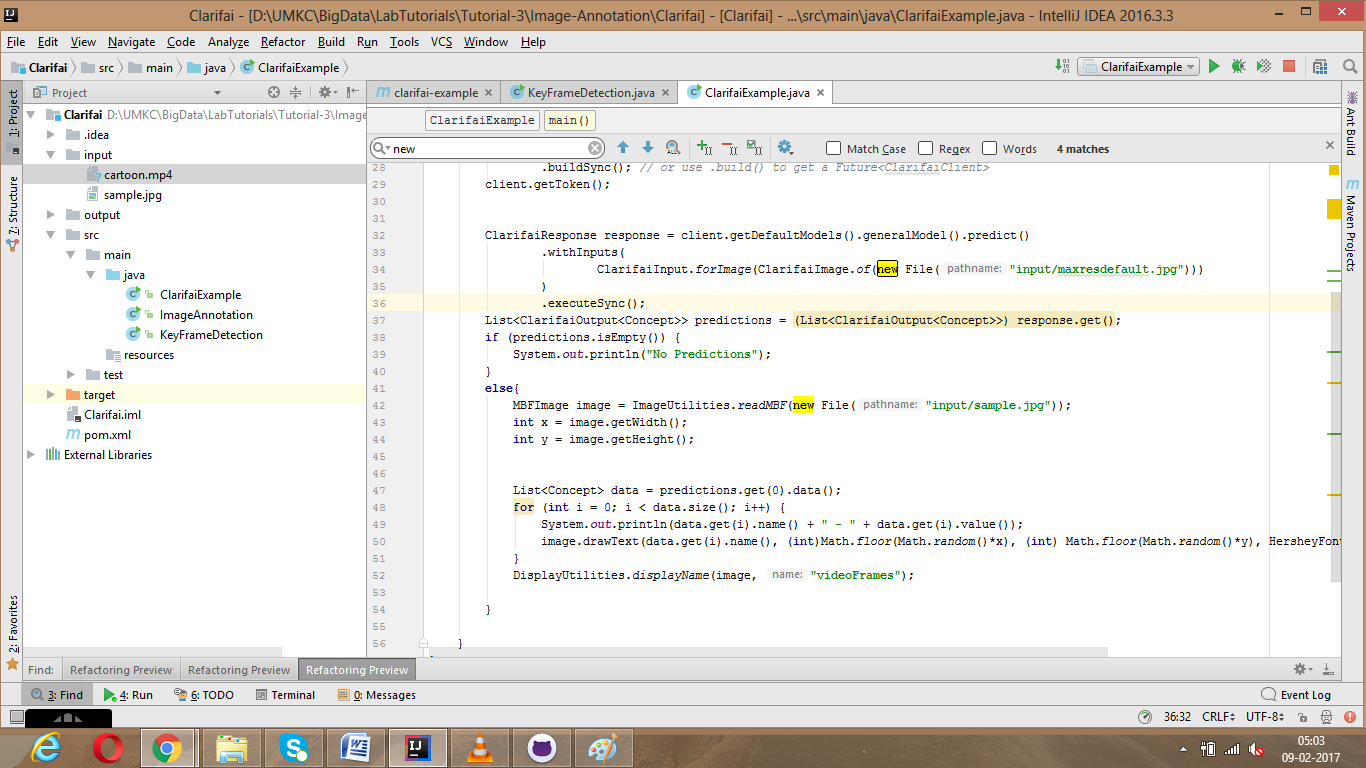 Clarifai - [D:\UMKC\BigData\LabTutorials\Tutorial-3\Image-Annotation\Clarifai] - [Clarifai] - ...\src\main\java\ClarifaiExample.java - IntelliJ IDEA 2016.3.3
File Edit View Navigate Code Analyze Refactor Build Run Tools VCS Window Help
Clarifai src main java ClarifaiExample ClarifaiExample
Project clarifai-example KeyFrameDetection.java ClarifaiExample.java
1: Project
7: Structure
2: Favorites
Clarifai D:\UMKC\BigData\LabTutorials\Tutorial-3\Imag
.idea
input
cartoon.mp4
sample.jpg
output
src
main
java
ClarifaiExample
ImageAnnotation
KeyFrameDetection
resources
test
target
Clarifai.iml
pom.xml
External Libraries
ClarifaiExample main()
new Match Case Regex Words 4 matches
28 .buildSync(); // or use .build() to get a Future<ClarifaiClient>
29 client.getToken();
30
31
32 ClarifaiResponse response = client.getDefaultModels().generalModel().predict()
33 .withInputs(
34 ClarifaiInput.forImage(ClarifaiImage.of(new File( pathname: "input/maxresdefault.jpg")))
35 )
36 .executeSync();
37 List<ClarifaiOutput<Concept>> predictions = (List<ClarifaiOutput<Concept>>) response.get();
38 if (predictions.isEmpty()) {
39 System.out.println("No Predictions");
40 }
41 else{
42 MBFImage image = ImageUtilities.readMBF(new File( pathname: "input/sample.jpg"));
43 int x = image.getWidth();
44 int y = image.getHeight();
45
46
47 List<Concept> data = predictions.get(0).data();
48 for (int i = 0; i < data.size(); i++) {
49 System.out.println(data.get(i).name() + " - " + data.get(i).value());
50 image.drawText(data.get(i).name(), (int)Math.floor(Math.random()*x), (int) Math.floor(Math.random()*y), HersheyFon
51 }
52 DisplayUtilities.displayName(image, name: "videoFrames");
53
54 }
55
56 }
Ant Build
Maven Projects
Find: Refactoring Preview Refactoring Preview Refactoring Preview
3: Find 4: Run 6: TODO Terminal 0: Messages Event Log
36:32 CRLF UTF-8
05:03
09-02-2017